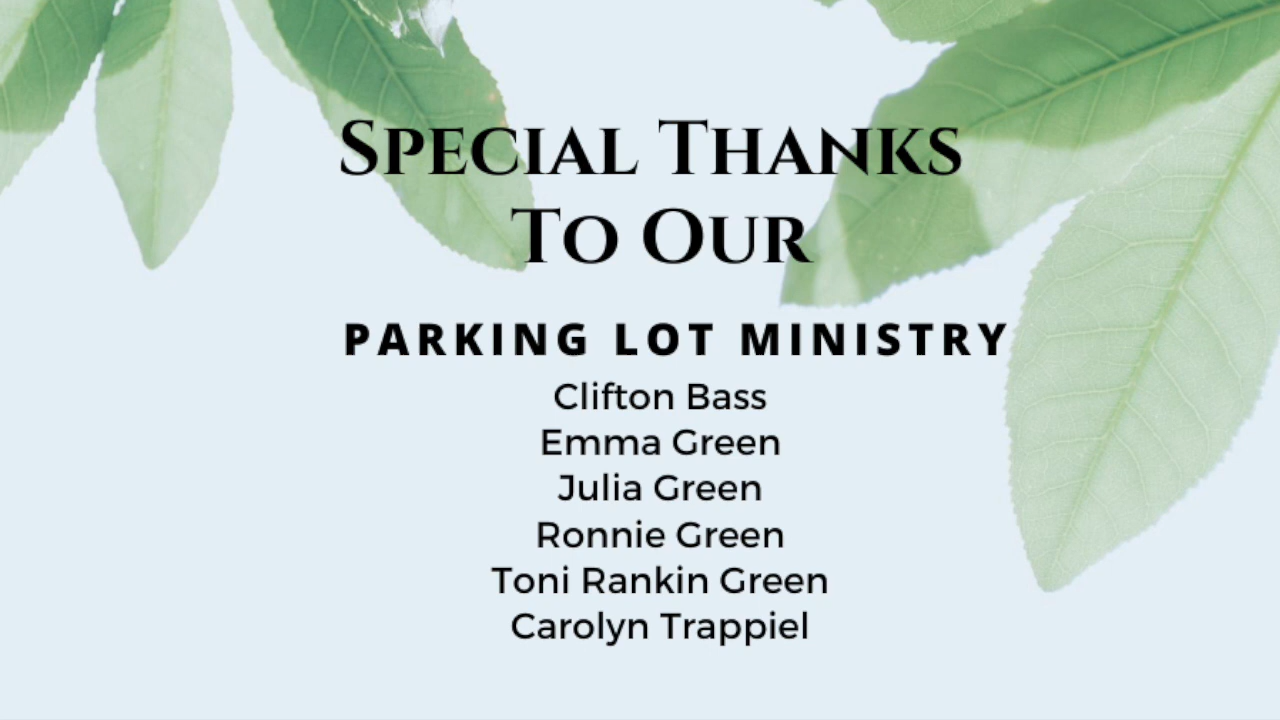 Special Thanks
To Our
PARKING LOT MINISTRY
Clifton Bass
Emma Green
Julia Green
Ronnie Green
Toni Rankin Green
Carolyn Trappiel